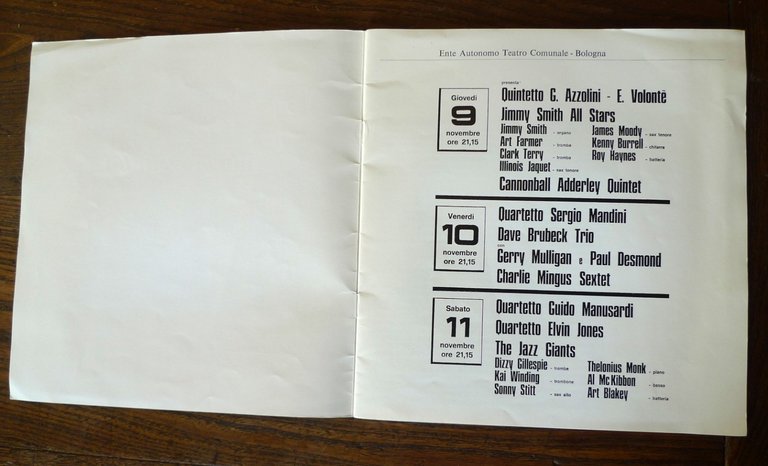 Ente Autonomo Teatro Comunale - Bologna
presenta:
Giovedì
9
novembre
ore 21,15
Quintetto G. Azzolini - E. Volontè
Jimmy Smith All Stars
Jimmy Smith - organo James Moody - sax tenore
Art Farmer - tromba Kenny Burrell - chitarra
Clark Terry - tromba Roy Haynes - batteria
Illinois Jaquet - sax tenore
Cannonball Adderley Quintet
Venerdì
10
novembre
ore 21,15
Quartetto Sergio Mandini
Dave Brubeck Trio
con
Gerry Mulligan e Paul Desmond
Charlie Mingus Sextet
Sabato
11
novembre
ore 21,15
Quartetto Guido Manusardi
Quartetto Elvin Jones
The Jazz Giants
Dizzy Gillespie - tromba Thelonius Monk - piano
Kai Winding - trombone Al McKibbon - basso
Sonny Stitt - sax alto Art Blakey - batteria